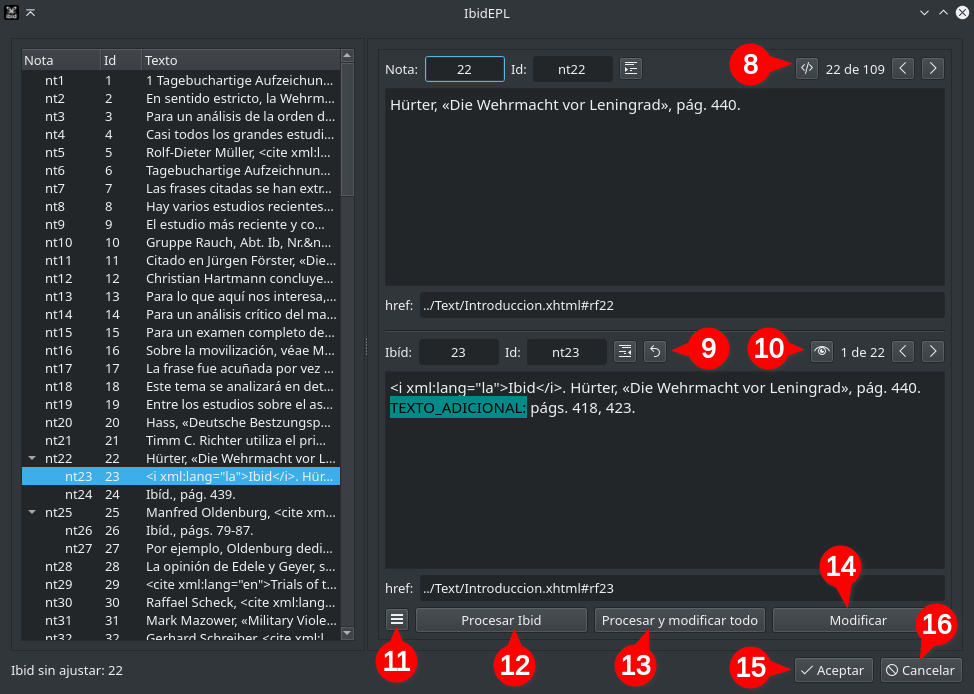 IbidEPL
Nota Id Texto
nt1 1 1 Tagebuchartige Aufzeichun...
nt2 2 En sentido estricto, la Wehrm...
nt3 3 Para un análisis de la orden d...
nt4 4 Casi todos los grandes estudi...
nt5 5 Rolf-Dieter Müller, <cite xml:l...
nt6 6 Tagebuchartige Aufzeichnun...
nt7 7 Las frases citadas se han extr...
nt8 8 Hay varios estudios recientes...
nt9 9 El estudio más reciente y co...
nt10 10 Gruppe Rauch, Abt. Ib, Nr.&n...
nt11 11 Citado en Jürgen Förster, «Die...
nt12 12 Christian Hartmann concluye...
nt13 13 Para lo que aquí nos interesa,...
nt14 14 Para un análisis crítico del ma...
nt15 15 Para un examen completo de...
nt16 16 Sobre la movilización, véae M...
nt17 17 La frase fue acuñada por vez ...
nt18 18 Este tema se analizará en det...
nt19 19 Entre los estudios sobre el as...
nt20 20 Hass, «Deutsche Bestzungsp...
nt21 21 Timm C. Richter utiliza el pri...
nt22 22 Hürter, «Die Wehrmacht vor L...
nt23 23 <i xml:lang="la">Ibid</i>. Hür...
nt24 24 Ibíd., pág. 439.
nt25 25 Manfred Oldenburg, <cite xm...
nt26 26 Ibíd., págs. 79-87.
nt27 27 Por ejemplo, Oldenburg dedi...
nt28 28 La opinión de Edele y Geyer, s...
nt29 29 <cite xml:lang="en">Trials of t...
nt30 30 Raffael Scheck, <cite xml:lang...
nt31 31 Mark Mazower, «Military Viole...
nt32 32 Gerhard Schreiber, <cite xml:l...
Ibid sin ajustar: 22
Nota: 22 Id: nt22 8 </> 22 de 109
Hürter, «Die Wehrmacht vor Leningrad», pág. 440.
href: ../Text/Introduccion.xhtml#rf22
Ibíd: 23 Id: nt23 9 10 1 de 22
<i xml:lang="la">Ibid</i>. Hürter, «Die Wehrmacht vor Leningrad», pág. 440.
TEXTO_ADICIONAL: págs. 418, 423.
href: ../Text/Introduccion.xhtml#rf23
14
Procesar Ibid Procesar y modificar todo Modificar
11 12 13 16
15 Aceptar Cancelar